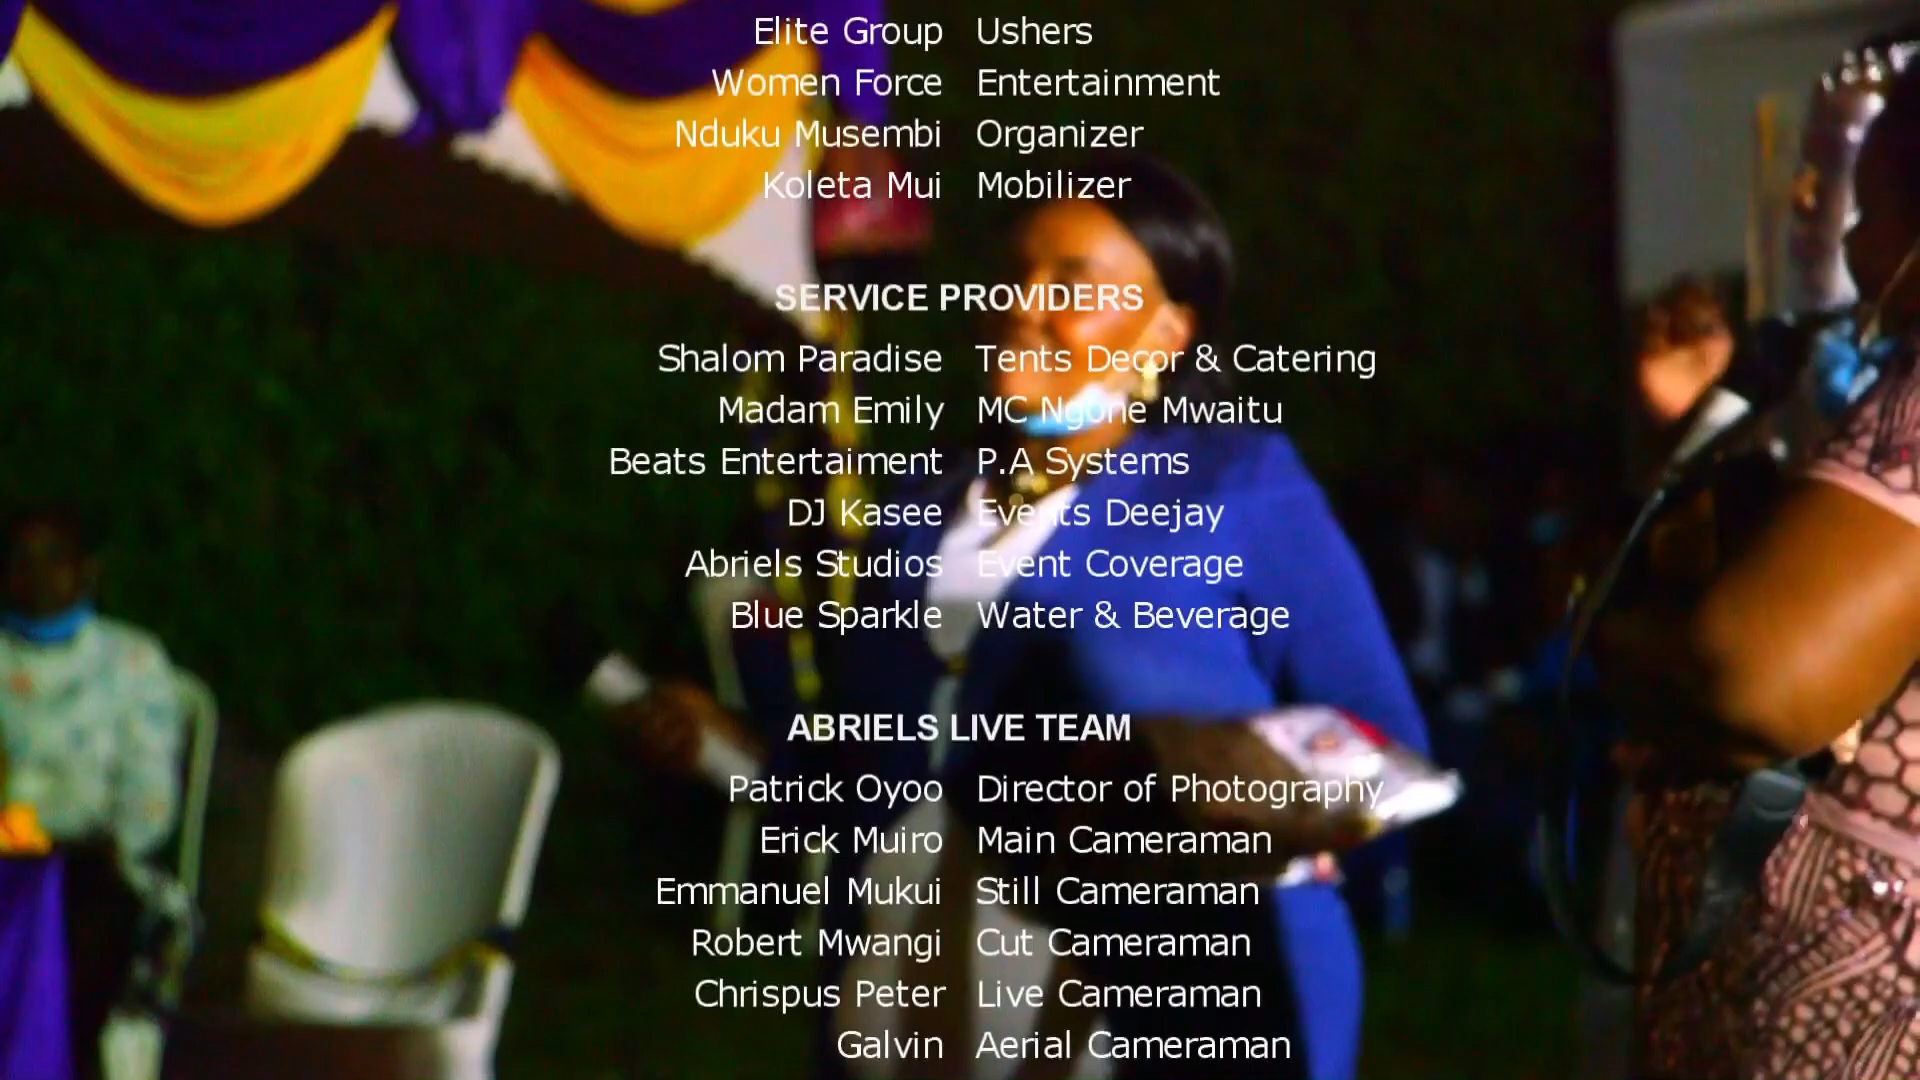 Elite Group Ushers
Women Force Entertainment
Nduku Musembi Organizer
Koleta Mui Mobilizer
SERVICE PROVIDERS
Shalom Paradise Tents Decor & Catering
Madam Emily MC Ngone Mwaitu
Beats Entertaiment P.A Systems
DJ Kasee Events Deejay
Abriels Studios Event Coverage
Blue Sparkle Water & Beverage
ABRIELS LIVE TEAM
Patrick Oyoo Director of Photography
Erick Muiro Main Cameraman
Emmanuel Mukui Still Cameraman
Robert Mwangi Cut Cameraman
Chrispus Peter Live Cameraman
Galvin Aerial Cameraman